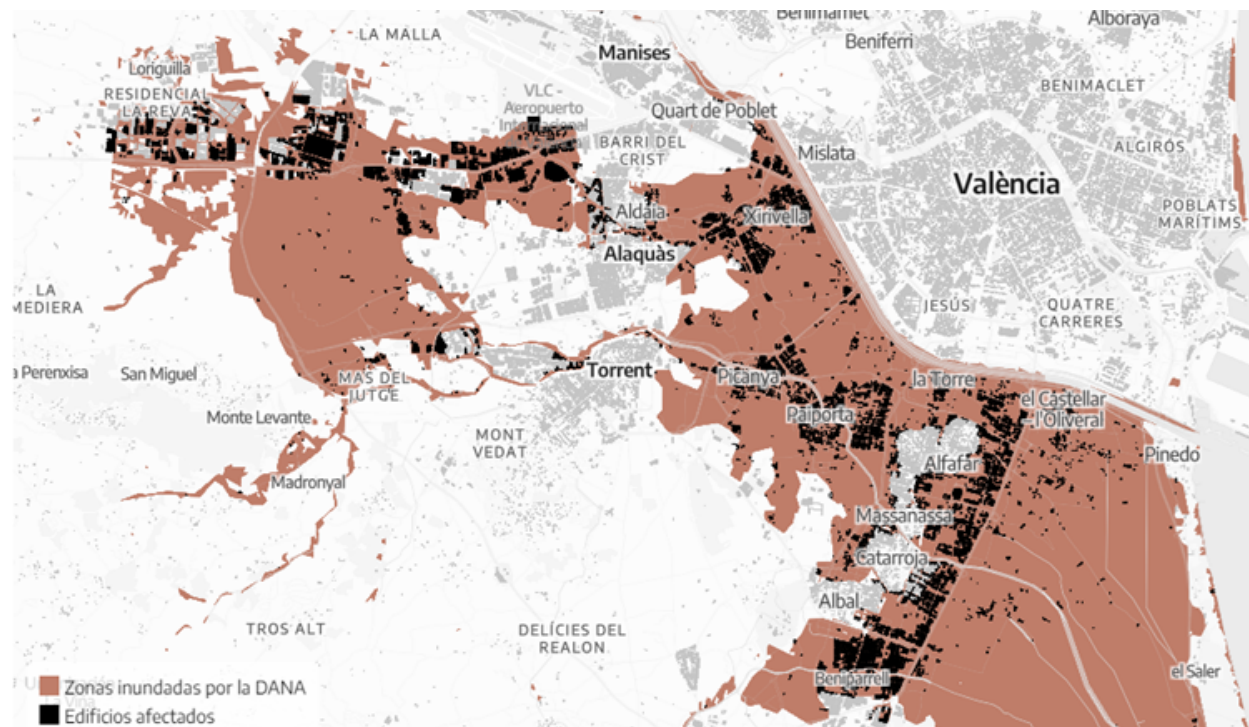 Benimàmet
Alboraya
LA MALLA
Beniferri
Manises
Loriguilla
RESIDENCIAL
LA REVA
VLC -
Aeropuerto
Internacional
BENIMACLET
Quart de Poblet
BARRI DEL
CRIST
Mislata
ALGIRÓS
València
Aldaia
Xirivella
POBLATS
MARÍTIMS
Alaquàs
LA
MEDIERA
JESÚS
QUATRE
CARRERES
a Perenxisa
San Miguel
MAS DEL
JUTGE
Torrent
Picanya
la Torre
el Castellar
- l'Oliveral
Monte Levante
Paiporta
MONT
VEDAT
Alfafar
Pinedo
Madronyal
Massanassa
Catarroja
Albal
TROS ALT
DELÍCIES DEL
REALON
Beniparrell
el Saler
Zonas inundadas por la DANA
Edificios afectados